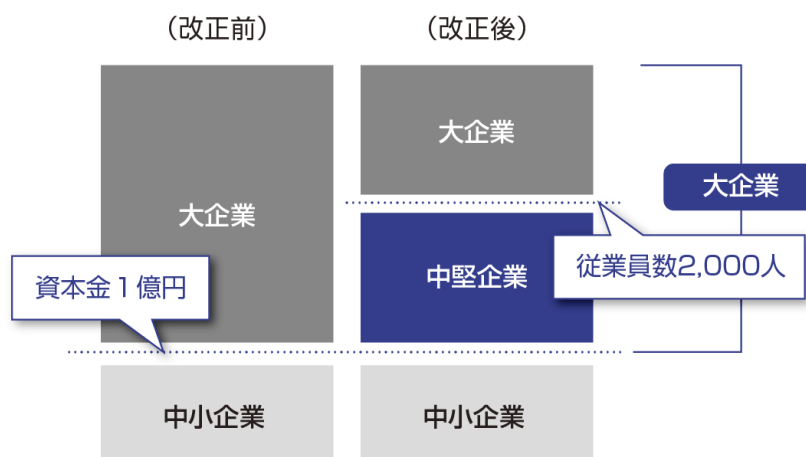 （改正前）
（改正後）
大企業
大企業
大企業
従業員数2,000人
中堅企業
資本金1億円
中小企業
中小企業